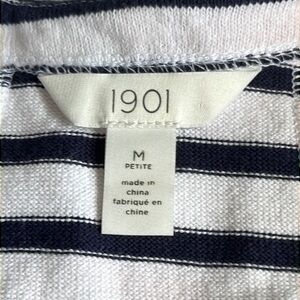 1901
M
PETITE
made in
china
fabriqué en
chine